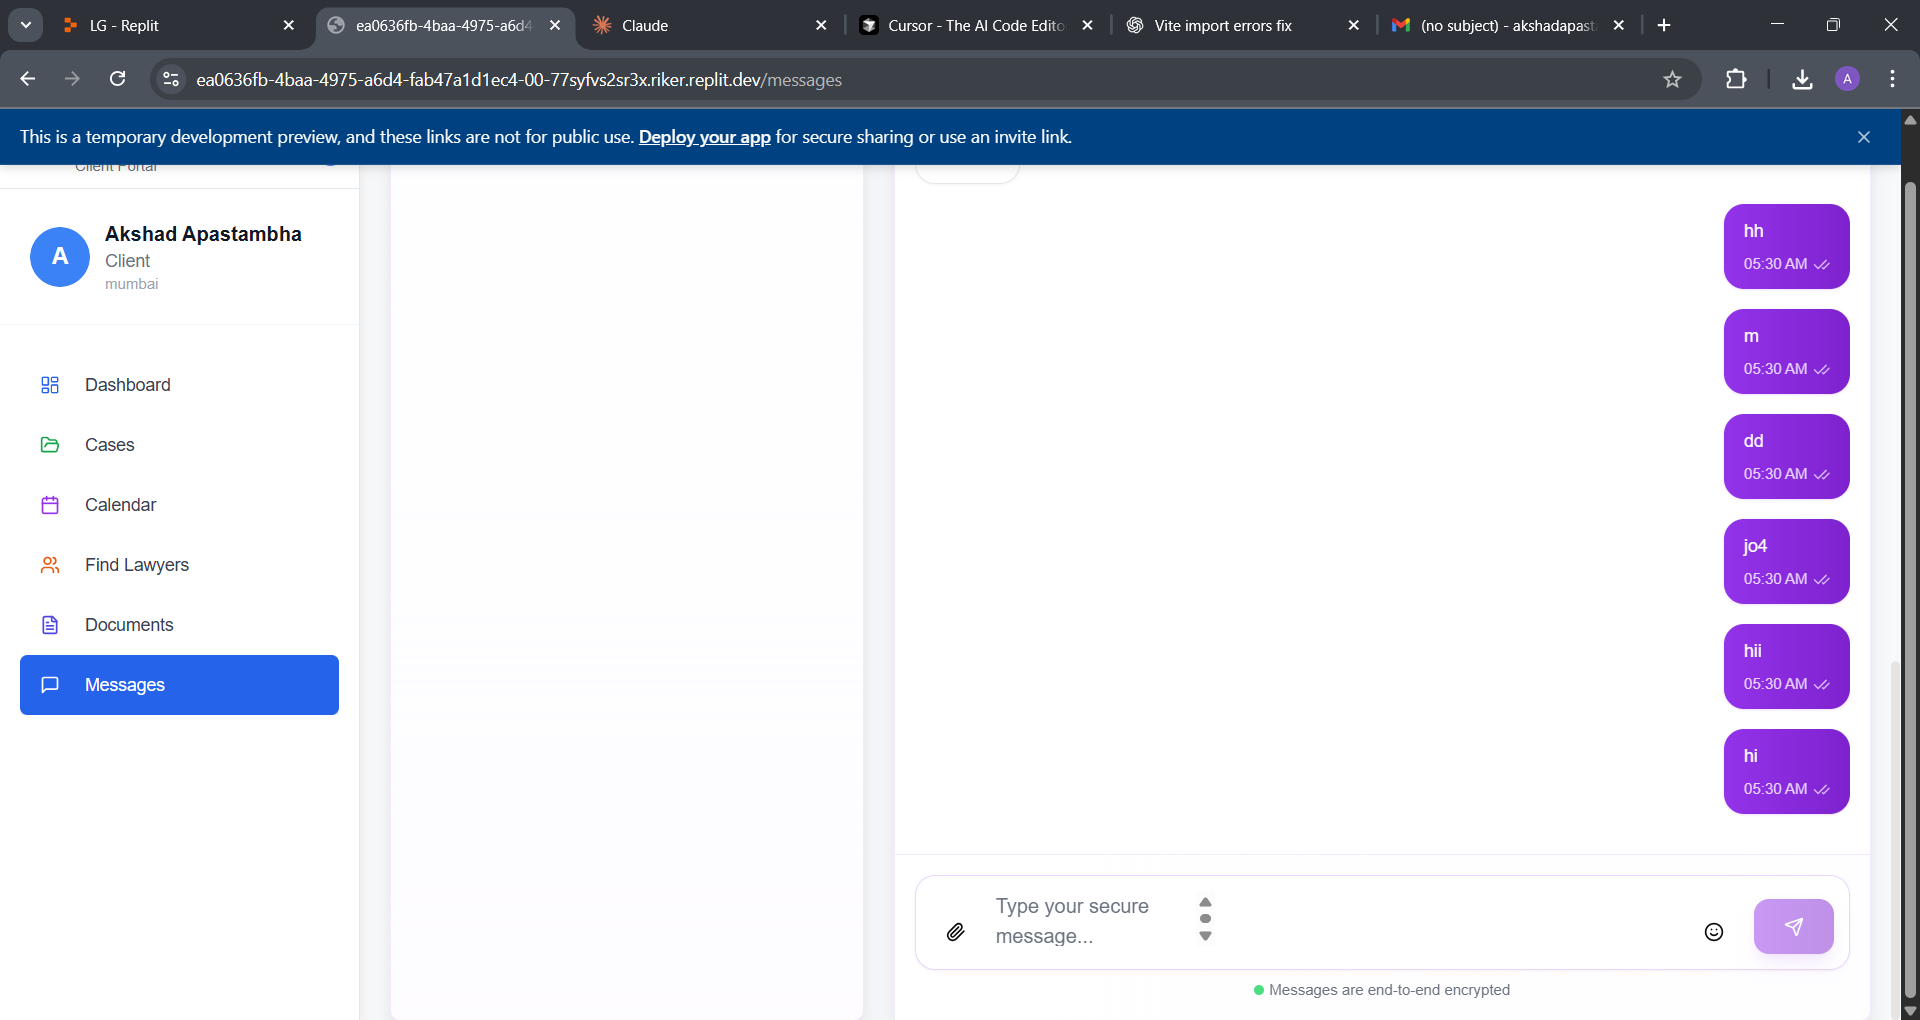 LG - Replit
ea0636fb-4baa-4975-a6d4
Claude
Cursor - The AI Code Edito
Vite import errors fix
(no subject) - akshadapast
ea0636fb-4baa-4975-a6d4-fab47a1d1ec4-00-77syfvs2sr3x.riker.replit.dev/messages
A
This is a temporary development preview, and these links are not for public use. Deploy your app for secure sharing or use an invite link.
Client Portal
A
Akshad Apastambha
Client
mumbai
Dashboard
Cases
Calendar
Find Lawyers
Documents
Messages
hh
05:30 AM
m
05:30 AM
dd
05:30 AM
jo4
05:30 AM
hii
05:30 AM
hi
05:30 AM
Type your secure
message...
Messages are end-to-end encrypted